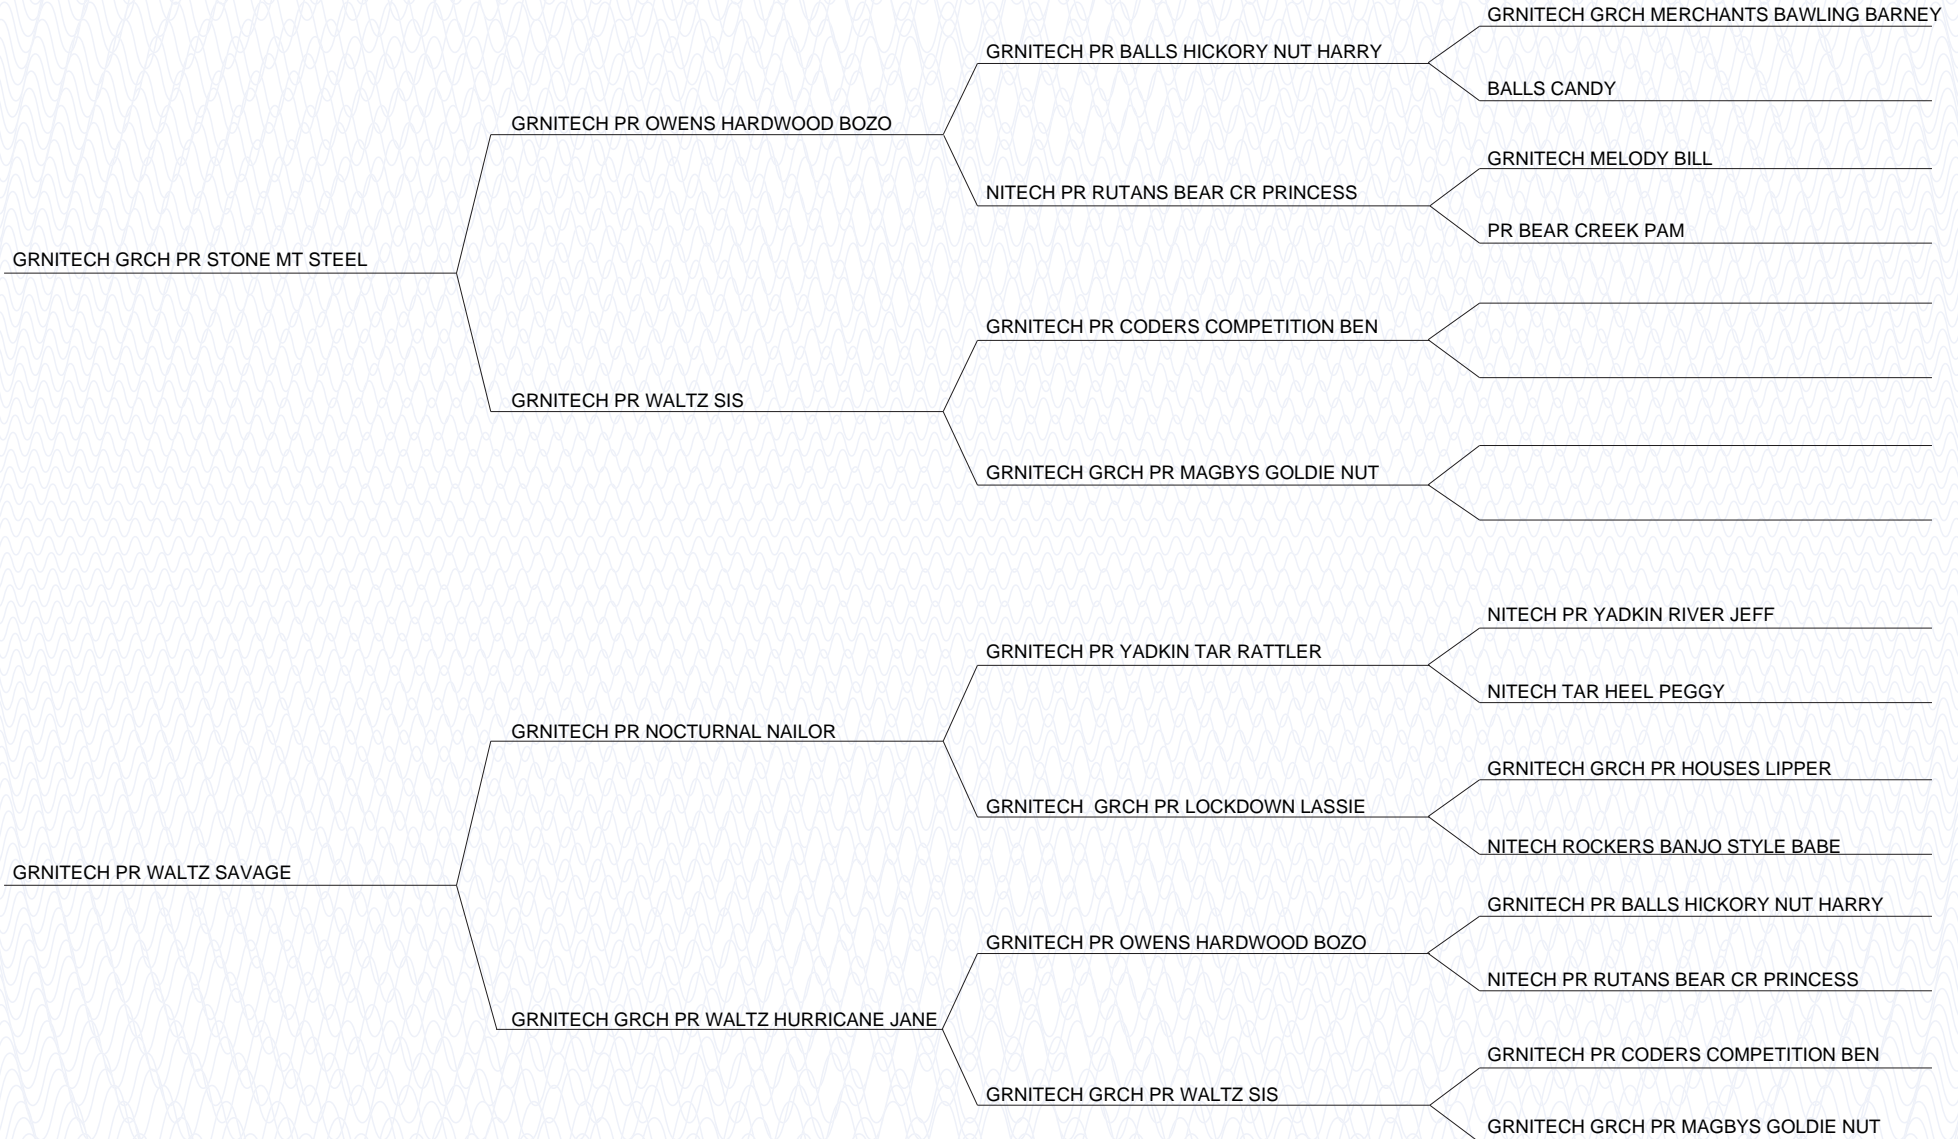 GRNITECH GRCH MERCHANTS BAWLING BARNEY
GRNITECH PR BALLS HICKORY NUT HARRY
BALLS CANDY
GRNITECH PR OWENS HARDWOOD BOZO
GRNITECH MELODY BILL
NITECH PR RUTANS BEAR CR PRINCESS
PR BEAR CREEK PAM
GRNITECH GRCH PR STONE MT STEEL
GRNITECH PR CODERS COMPETITION BEN
GRNITECH PR WALTZ SIS
GRNITECH GRCH PR MAGBYS GOLDIE NUT
NITECH PR YADKIN RIVER JEFF
GRNITECH PR YADKIN TAR RATTLER
NITECH TAR HEEL PEGGY
GRNITECH PR NOCTURNAL NAILOR
GRNITECH GRCH PR HOUSES LIPPER
GRNITECH  GRCH PR LOCKDOWN LASSIE
NITECH ROCKERS BANJO STYLE BABE
GRNITECH PR WALTZ SAVAGE
GRNITECH PR BALLS HICKORY NUT HARRY
GRNITECH PR OWENS HARDWOOD BOZO
NITECH PR RUTANS BEAR CR PRINCESS
GRNITECH GRCH PR WALTZ HURRICANE JANE
GRNITECH PR CODERS COMPETITION BEN
GRNITECH GRCH PR WALTZ SIS
GRNITECH GRCH PR MAGBYS GOLDIE NUT